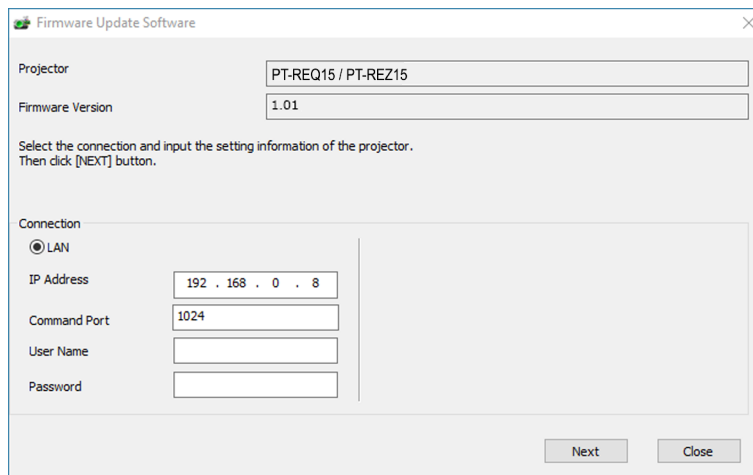 Firmware Update Software
Projector PT-REQ15 / PT-REZ15
Firmware Version 1.01
Select the connection and input the setting information of the projector.
Then click [NEXT] button.
Connection
LAN
IP Address 192 . 168 . 0 . 8
Command Port 1024
User Name
Password
Next Close